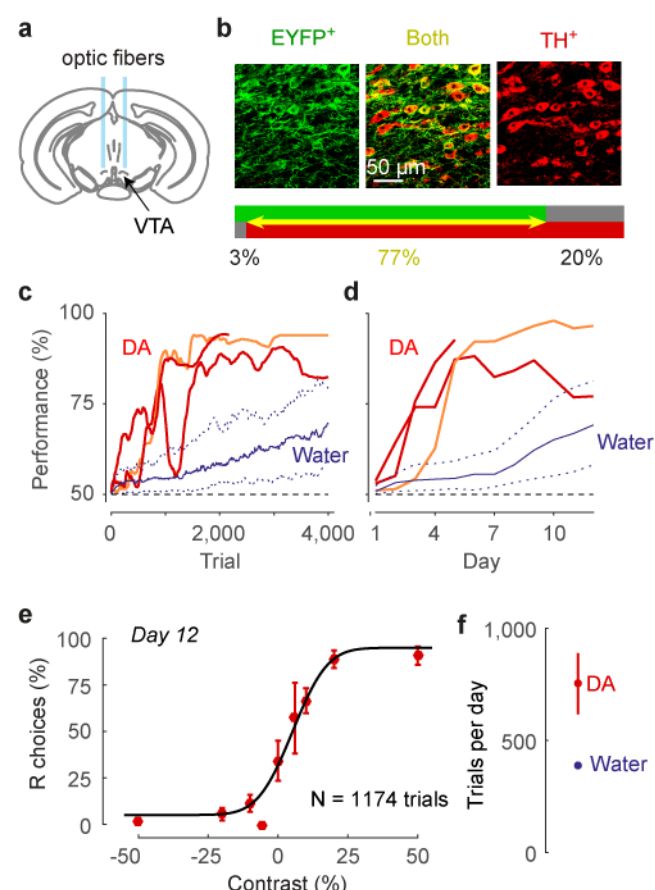 a
optic fibers
VTA
b
EYFP+
Both
TH+
50 µm
3%
77%
20%
c
100
75
50
Performance (%)
DA
Water
0
2,000
4,000
Trial
d
DA
Water
1
4
7
10
Day
e
Day 12
100
75
50
25
0
R choices (%)
N = 1174 trials
-50
-25
0
25
50
Contrast (%)
f
1,000
500
0
Trials per day
DA
Water